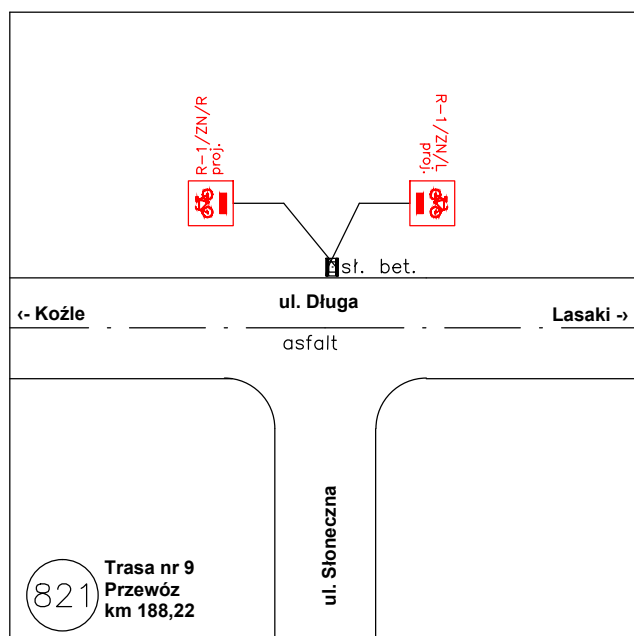 R-1/ZN/R
proj.
R-1/ZN/L
proj.
sł. bet.
ul. Długa
<- Koźle
Lasaki ->
asfalt
ul. Słoneczna
821
Trasa nr 9
Przewóz
km 188,22